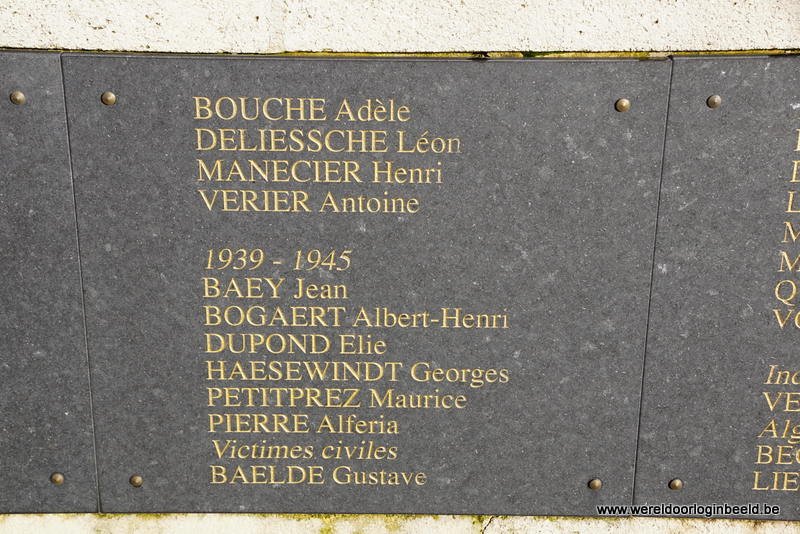 BOUCHE Adèle
DELIESSCHE Léon
MANECIER Henri
VERIER Antoine
1939 - 1945
BAEY Jean
BOGAERT Albert-Henri
DUPOND Elie
HAESEWINDT Georges
PETITPREZ Maurice
PIERRE Alferia
Victimes civiles
BAELDE Gustave
www.wereldoorloginbeeld.be